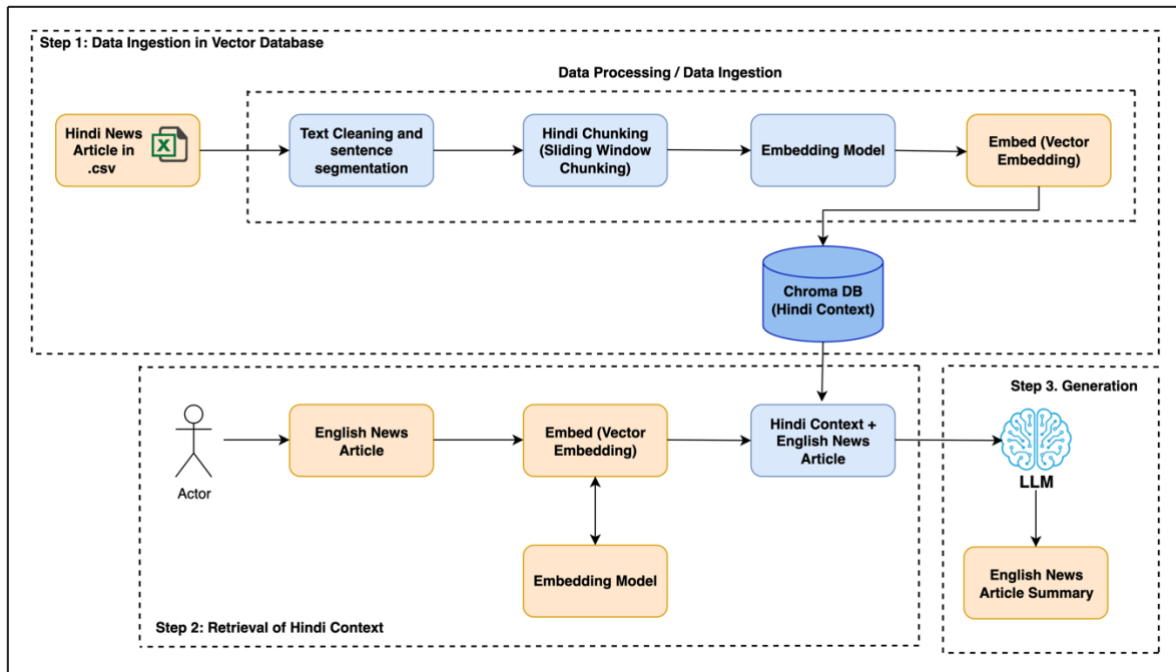 Step 1: Data Ingestion in Vector Database
Data Processing / Data Ingestion
Hindi News
Article in
.csv
X
Text Cleaning and
sentence
segmentation
Hindi Chunking
(Sliding Window
Chunking)
Embedding Model
Embed (Vector
Embedding)
Chroma DB
(Hindi Context)
Step 3. Generation
Actor
English News
Article
Embed (Vector
Embedding)
Hindi Context +
English News
Article
LLM
Embedding Model
English News
Article Summary
Step 2: Retrieval of Hindi Context